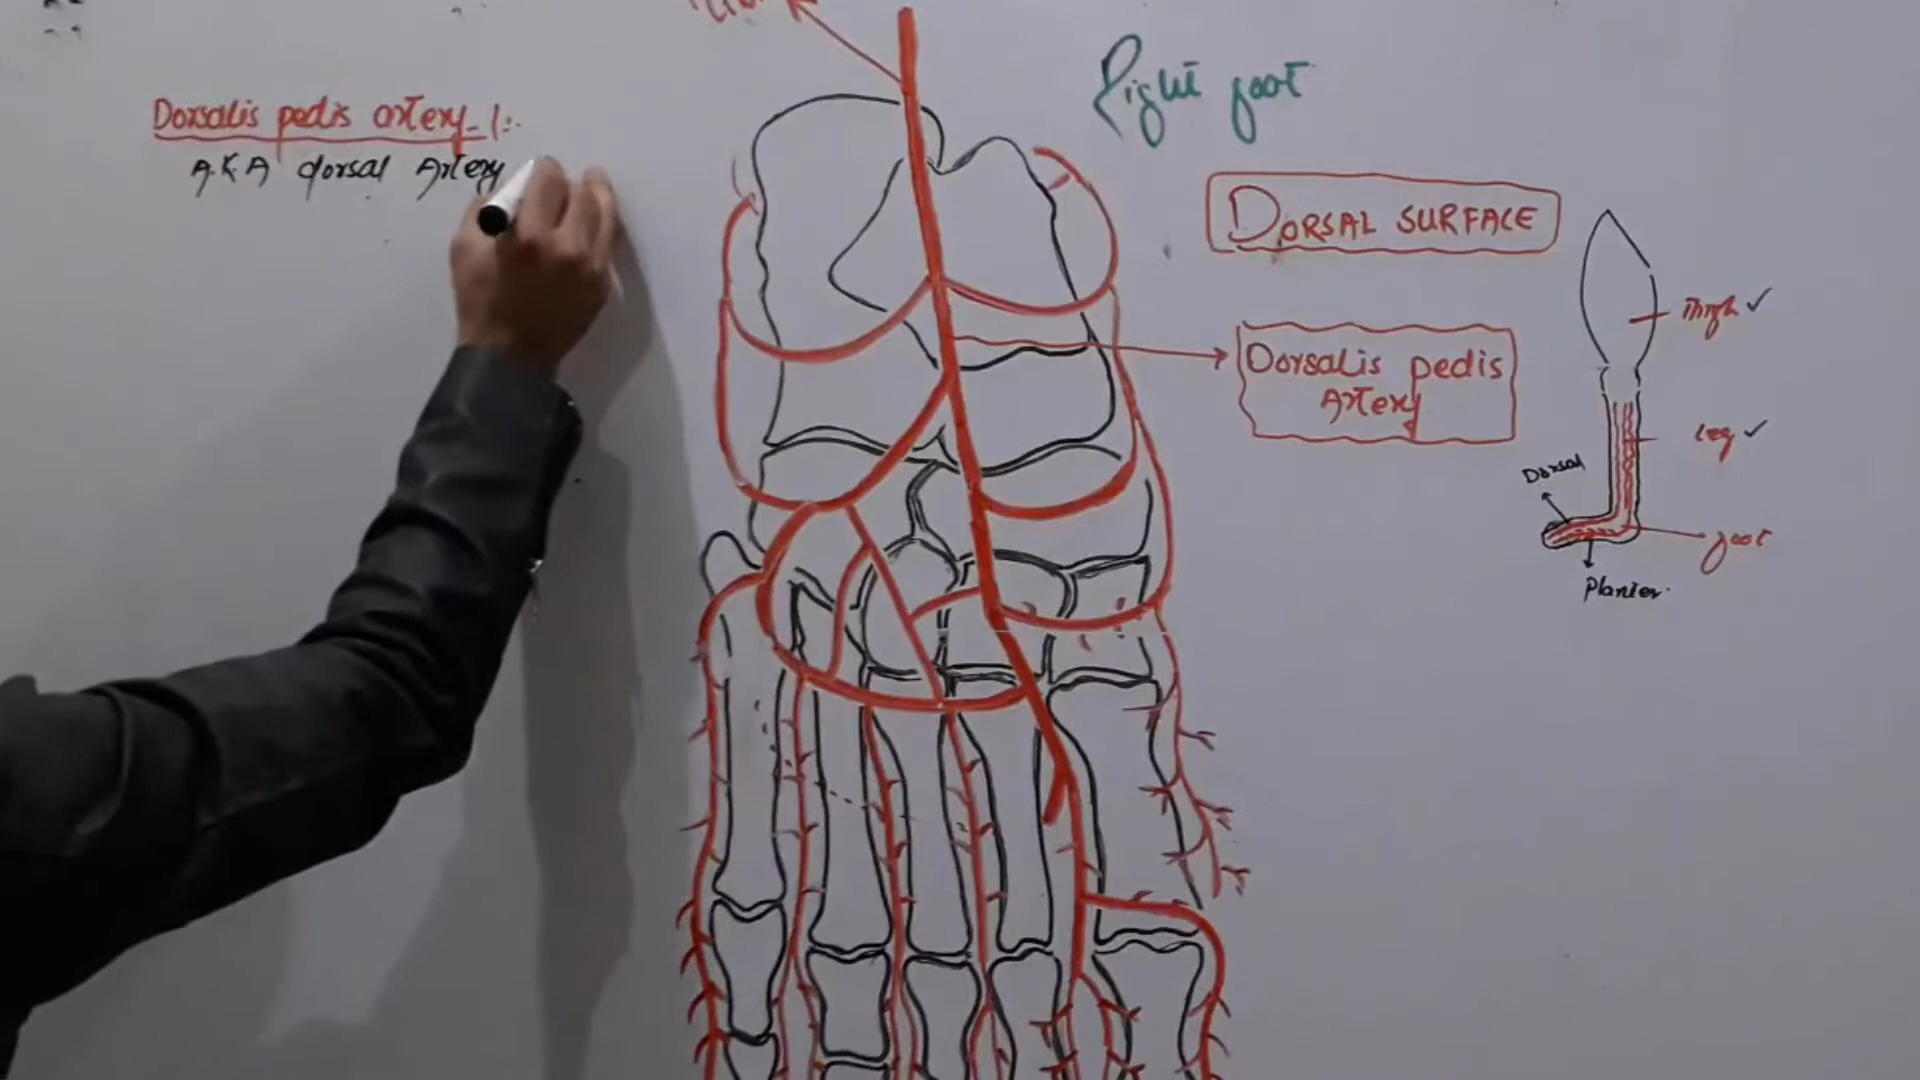 Right foot
Dorsalis pedis artery :-
A.K.A dorsal Artery
DORSAL SURFACE
Thigh ✓
Dorsalis pedis
Artery
Leg ✓
Dorsal
foot
Planter.